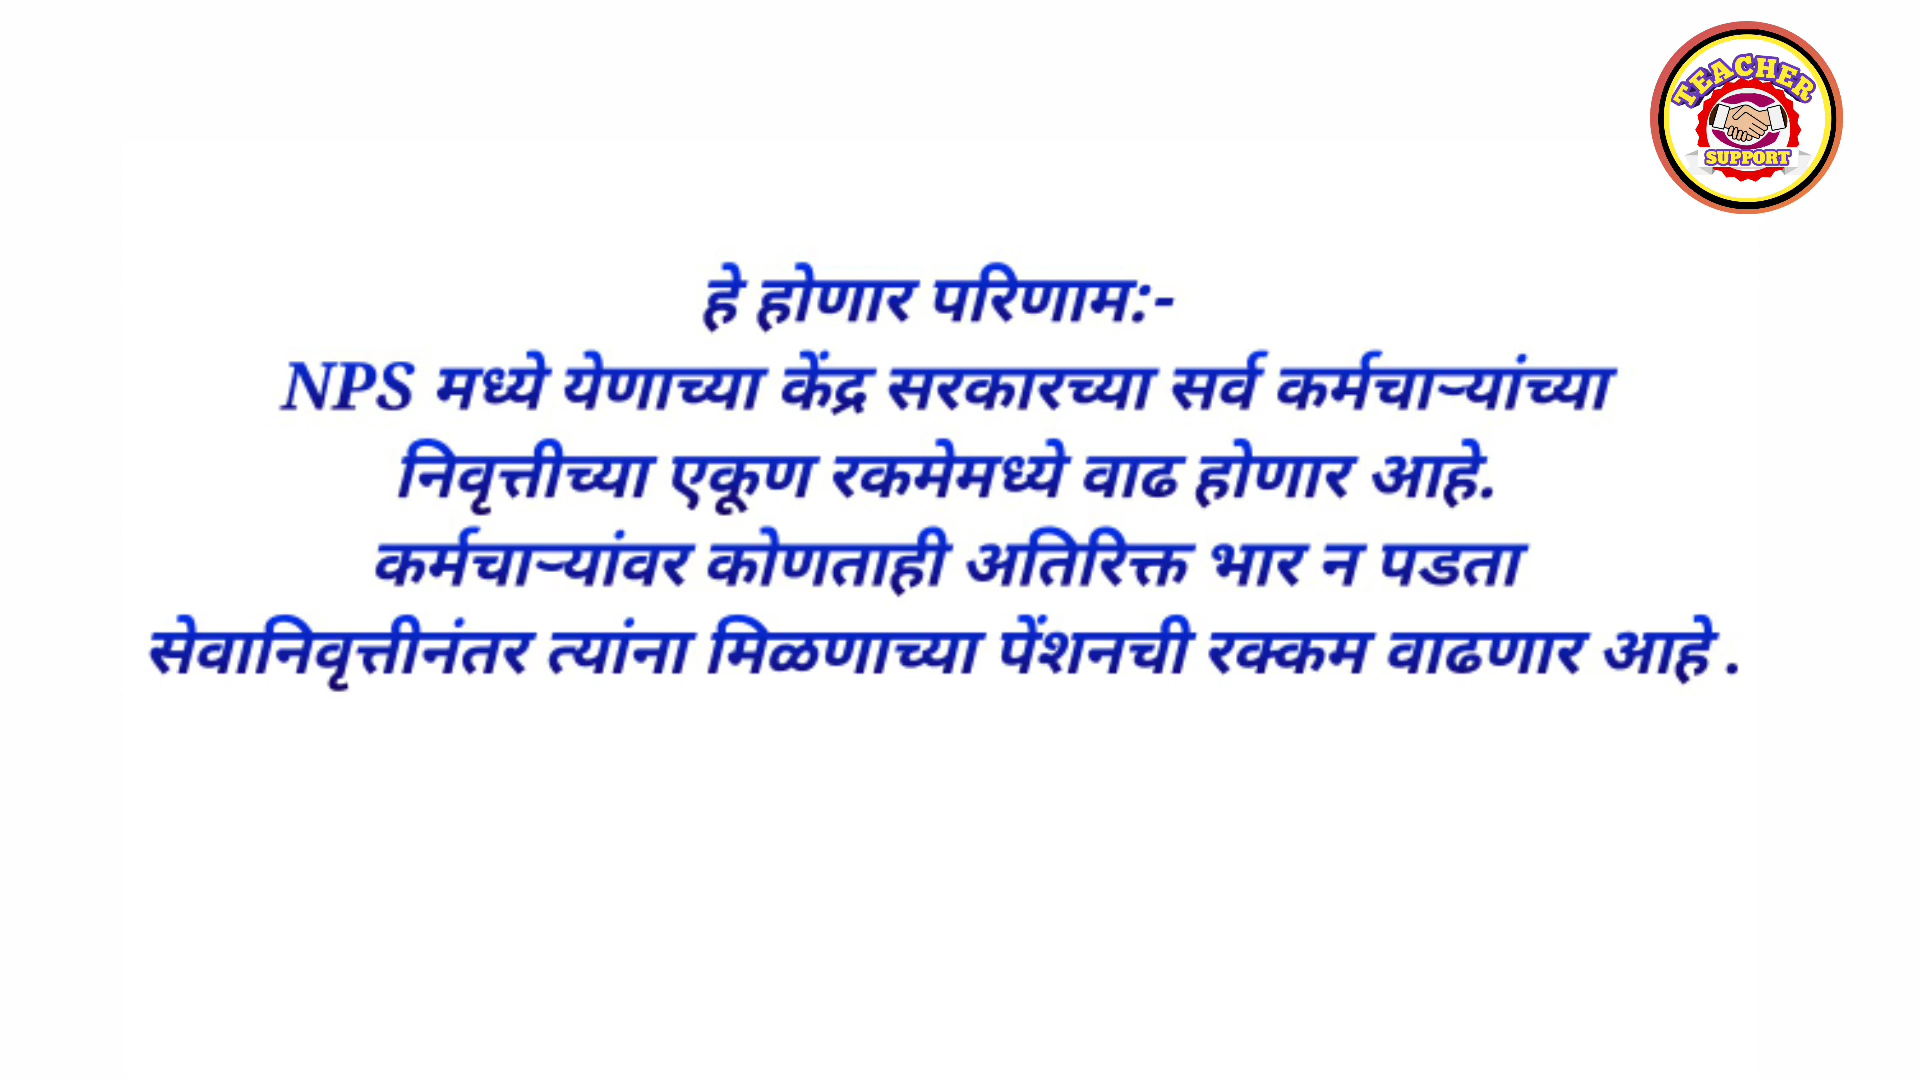 TEACHER
SUPPORT
हे होणार परिणाम:-
NPS मध्ये येणाच्या केंद्र सरकारच्या सर्व कर्मचाऱ्यांच्या
निवृत्तीच्या एकूण रकमेमध्ये वाढ होणार आहे.
कर्मचाऱ्यांवर कोणताही अतिरिक्त भार न पडता
सेवानिवृत्तीनंतर त्यांना मिळणाच्या पेंशनची रक्कम वाढणार आहे .